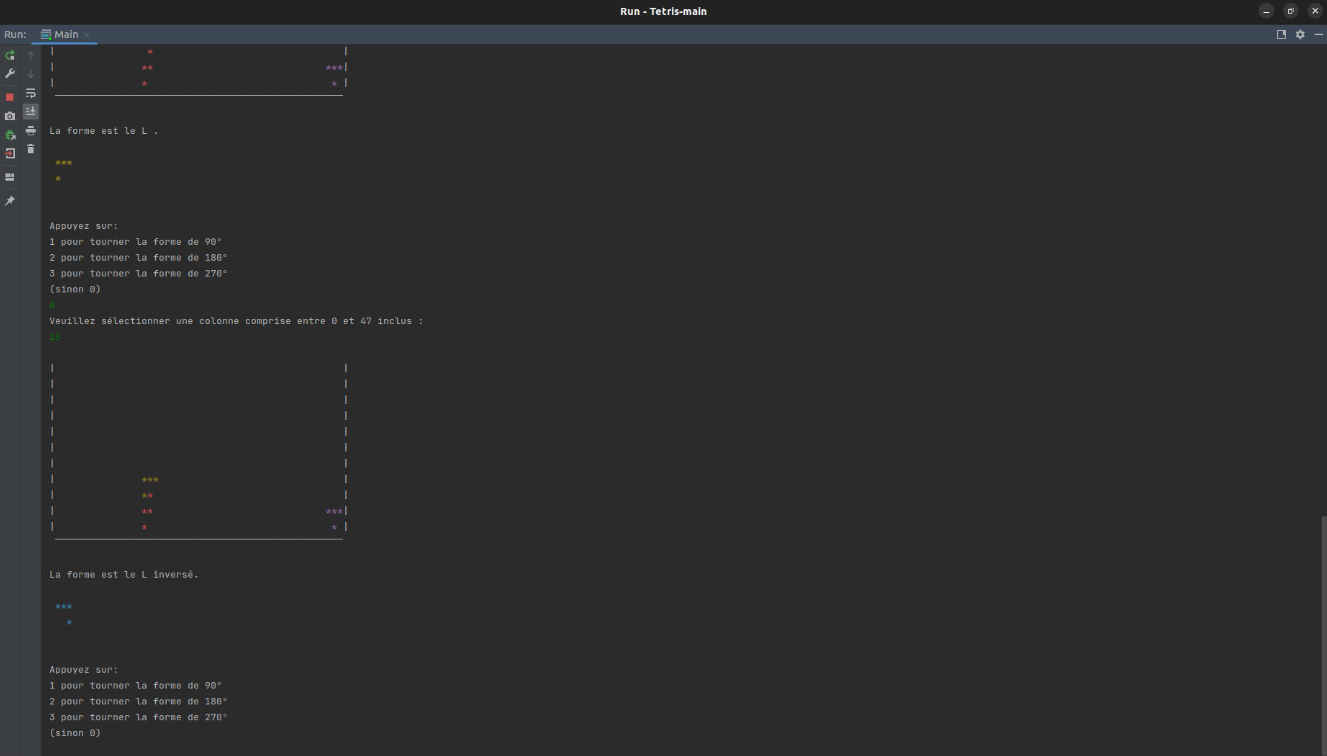 Run - Tetris-main
Run: Main
| * |
| ** ***|
| * * |
La forme est le L .
***
*
Appuyez sur:
1 pour tourner la forme de 90°
2 pour tourner la forme de 180°
3 pour tourner la forme de 270°
(sinon 0)
0
Veuillez sélectionner une colonne comprise entre 0 et 47 inclus :
15
| |
| |
| |
| |
| |
| |
| |
| *** |
| ** |
| ** ***|
| * * |
La forme est le L inversé.
***
*
Appuyez sur:
1 pour tourner la forme de 90°
2 pour tourner la forme de 180°
3 pour tourner la forme de 270°
(sinon 0)